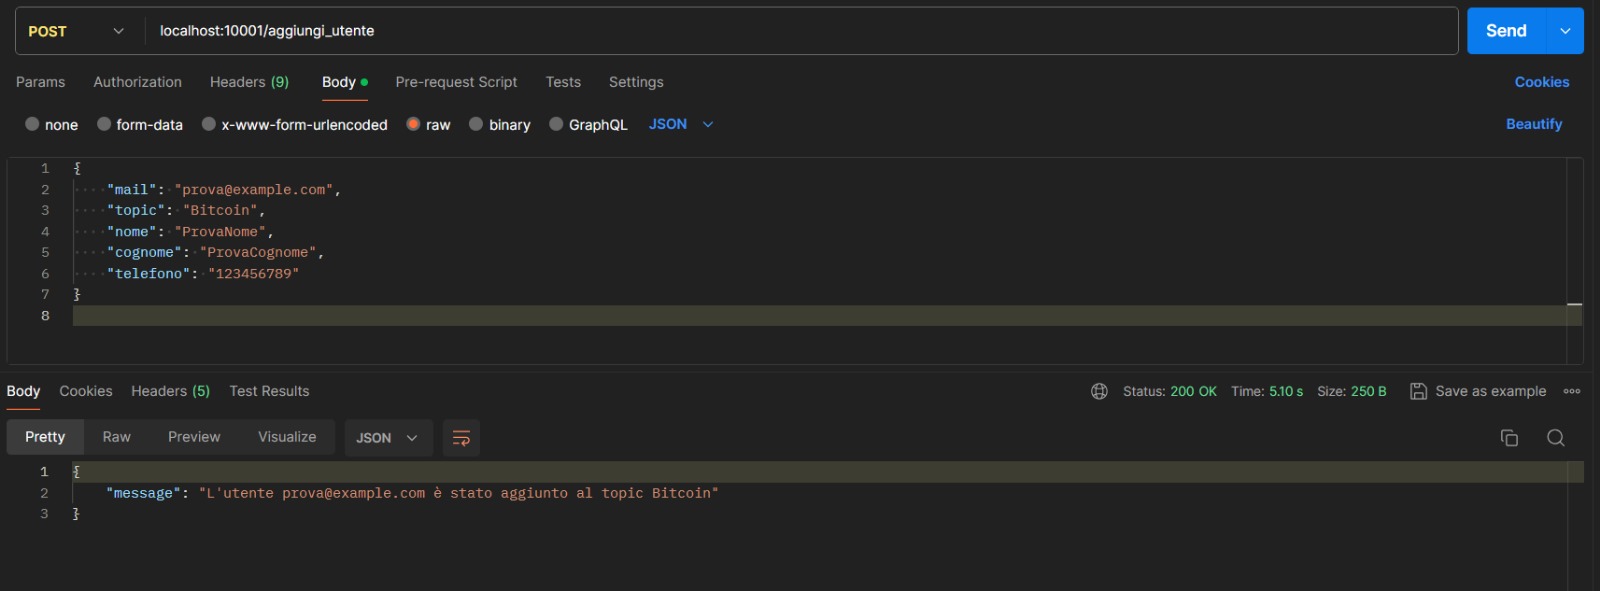 POST localhost:10001/aggiungi_utente Send
Params Authorization Headers (9) Body Pre-request Script Tests Settings Cookies
none form-data x-www-form-urlencoded raw binary GraphQL JSON Beautify
1 {
2 "mail": "prova@example.com",
3 "topic": "Bitcoin",
4 "nome": "ProvaNome",
5 "cognome": "ProvaCognome",
6 "telefono": "123456789"
7 }
8
Body Cookies Headers (5) Test Results Status: 200 OK Time: 5.10 s Size: 250 B Save as example
Pretty Raw Preview Visualize JSON
1 {
2 "message": "L'utente prova@example.com è stato aggiunto al topic Bitcoin"
3 }